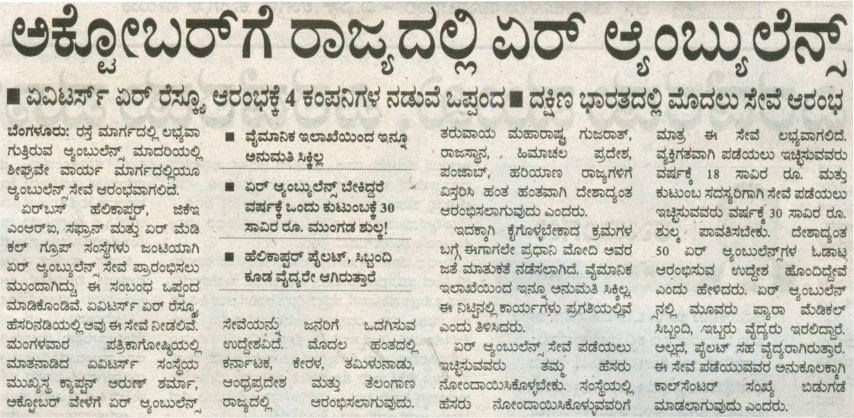 ಅಕ್ಟೋಬರ್‌ಗೆ ರಾಜ್ಯದಲ್ಲಿ ಏರ್ ಆ್ಯಂಬ್ಯುಲೆನ್ಸ್
■ ಏವಿಟರ್ಸ್ ಏರ್ ರೆಸ್ಕ್ಯೂ ಆರಂಭಕ್ಕೆ 4 ಕಂಪನಿಗಳ ನಡುವೆ ಒಪ್ಪಂದ ■ ದಕ್ಷಿಣ ಭಾರತದಲ್ಲಿ ಮೊದಲು ಸೇವೆ ಆರಂಭ
ಬೆಂಗಳೂರು: ರಸ್ತೆ ಮಾರ್ಗದಲ್ಲಿ ಲಭ್ಯವಾ
ಗುತ್ತಿರುವ ಆ್ಯಂಬುಲೆನ್ಸ್ ಮಾದರಿಯಲ್ಲಿ
ಶೀಘ್ರವೇ ವಾಯು ಮಾರ್ಗದಲ್ಲಿಯೂ
ಆ್ಯಂಬುಲೆನ್ಸ್ ಸೇವೆ ಆರಂಭವಾಗಲಿದೆ.
ಏರ್‌ಬಸ್ ಹೆಲಿಕಾಪ್ಟರ್, ಜಿಕೆಇ
ಎಂಆರ್‌ಐ, ಸಫ್ರಾನ್ ಮತ್ತು ಏರ್ ಮೆಡಿ
ಕಲ್ ಗ್ರೂಪ್ ಸಂಸ್ಥೆಗಳು ಜಂಟಿಯಾಗಿ
ಏರ್ ಆ್ಯಂಬುಲೆನ್ಸ್ ಸೇವೆ ಪ್ರಾರಂಭಿಸಲು
ಮುಂದಾಗಿದ್ದು, ಈ ಸಂಬಂಧ ಒಪ್ಪಂದ
ಮಾಡಿಕೊಂಡಿವೆ. ಏವಿಟರ್ಸ್ ಏರ್ ರೆಸ್ಕ್ಯೂ
ಹೆಸರಿನಡಿಯಲ್ಲಿ ಅವು ಈ ಸೇವೆ ನೀಡಲಿವೆ.
ಮಂಗಳವಾರ ಪತ್ರಿಕಾಗೋಷ್ಠಿಯಲ್ಲಿ
ಮಾತನಾಡಿದ ಏವಿಟರ್ಸ್ ಸಂಸ್ಥೆಯ
ಮುಖ್ಯಸ್ಥ ಕ್ಯಾಪ್ಟನ್ ಅರುಣ್ ಶರ್ಮಾ,
ಅಕ್ಟೋಬರ್ ವೇಳೆಗೆ ಏರ್ ಆ್ಯಂಬುಲೆನ್ಸ್
■ ವೈಮಾನಿಕ ಇಲಾಖೆಯಿಂದ ಇನ್ನೂ
ಅನುಮತಿ ಸಿಕ್ಕಿಲ್ಲ
■ ಏರ್ ಆ್ಯಂಬುಲೆನ್ಸ್ ಬೇಕಿದ್ದರೆ
ವರ್ಷಕ್ಕೆ ಒಂದು ಕುಟುಂಬಕ್ಕೆ 30
ಸಾವಿರ ರೂ. ಮುಂಗಡ ಶುಲ್ಕ!
■ ಹೆಲಿಕಾಪ್ಟರ್ ಪೈಲಟ್, ಸಿಬ್ಬಂದಿ
ಕೂಡ ವೈದ್ಯರೇ ಆಗಿರುತ್ತಾರೆ
ಸೇವೆಯನ್ನು ಜನರಿಗೆ ಒದಗಿಸುವ
ಉದ್ದೇಶವಿದೆ. ಮೊದಲ ಹಂತದಲ್ಲಿ
ಕರ್ನಾಟಕ, ಕೇರಳ, ತಮಿಳುನಾಡು,
ಆಂಧ್ರಪ್ರದೇಶ ಮತ್ತು ತೆಲಂಗಾಣ
ರಾಜ್ಯದಲ್ಲಿ ಆರಂಭಿಸಲಾಗುವುದು.
ತರುವಾಯ ಮಹಾರಾಷ್ಟ್ರ, ಗುಜರಾತ್,
ರಾಜಸ್ಥಾನ, ಹಿಮಾಚಲ ಪ್ರದೇಶ,
ಪಂಜಾಬ್, ಹರಿಯಾಣ ರಾಜ್ಯಗಳಿಗೆ
ವಿಸ್ತರಿಸಿ ಹಂತ ಹಂತವಾಗಿ ದೇಶಾದ್ಯಂತ
ಆರಂಭಿಸಲಾಗುವುದು ಎಂದರು.
ಇದಕ್ಕಾಗಿ ಕೈಗೊಳ್ಳಬೇಕಾದ ಕ್ರಮಗಳ
ಬಗ್ಗೆ ಈಗಾಗಲೇ ಪ್ರಧಾನಿ ಮೋದಿ ಅವರ
ಜತೆ ಮಾತುಕತೆ ನಡೆಸಲಾಗಿದೆ. ವೈಮಾನಿಕ
ಇಲಾಖೆಯಿಂದ ಇನ್ನೂ ಅನುಮತಿ ಸಿಕ್ಕಿಲ್ಲ.
ಈ ನಿಟ್ಟಿನಲ್ಲಿ ಕಾರ್ಯಗಳು ಪ್ರಗತಿಯಲ್ಲಿವೆ
ಎಂದು ತಿಳಿಸಿದರು.
ಏರ್ ಆ್ಯಂಬುಲೆನ್ಸ್ ಸೇವೆ ಪಡೆಯಲು
ಇಚ್ಛಿಸುವವರು ತಮ್ಮ ಹೆಸರು
ನೋಂದಾಯಿಸಿಕೊಳ್ಳಬೇಕು. ಸಂಸ್ಥೆಯಲ್ಲಿ
ಹೆಸರು ನೋಂದಾಯಿಸಿಕೊಳ್ಳುವವರಿಗೆ
ಮಾತ್ರ ಈ ಸೇವೆ ಲಭ್ಯವಾಗಲಿದೆ.
ವ್ಯಕ್ತಿಗತವಾಗಿ ಪಡೆಯಲು ಇಚ್ಛಿಸುವವರು
ವರ್ಷಕ್ಕೆ 18 ಸಾವಿರ ರೂ. ಮತ್ತು
ಕುಟುಂಬ ಸದಸ್ಯರಿಗಾಗಿ ಸೇವೆ ಪಡೆಯಲು
ಇಚ್ಛಿಸುವವರು ವರ್ಷಕ್ಕೆ 30 ಸಾವಿರ ರೂ.
ಶುಲ್ಕ ಪಾವತಿಸಬೇಕು. ದೇಶಾದ್ಯಂತ
50 ಏರ್ ಆ್ಯಂಬುಲೆನ್ಸ್‌ಗಳ ಓಡಾಟ
ಆರಂಭಿಸುವ ಉದ್ದೇಶ ಹೊಂದಿದ್ದೇವೆ
ಎಂದು ಹೇಳಿದರು. ಏರ್ ಆ್ಯಂಬುಲೆನ್
ಸ್‌ನಲ್ಲಿ ಮೂವರು ಪ್ಯಾರಾ ಮೆಡಿಕಲ್
ಸಿಬ್ಬಂದಿ, ಇಬ್ಬರು ವೈದ್ಯರು ಇರಲಿದ್ದಾರೆ.
ಅಲ್ಲದೆ, ಪೈಲಟ್ ಸಹ ವೈದ್ಯರಾಗಿರುತ್ತಾರೆ.
ಈ ಸೇವೆ ಪಡೆಯುವವರ ಅನುಕೂಲಕ್ಕಾಗಿ
ಕಾಲ್‌ಸೆಂಟರ್ ಸಂಖ್ಯೆ ಬಿಡುಗಡೆ
ಮಾಡಲಾಗುವುದು ಎಂದರು.